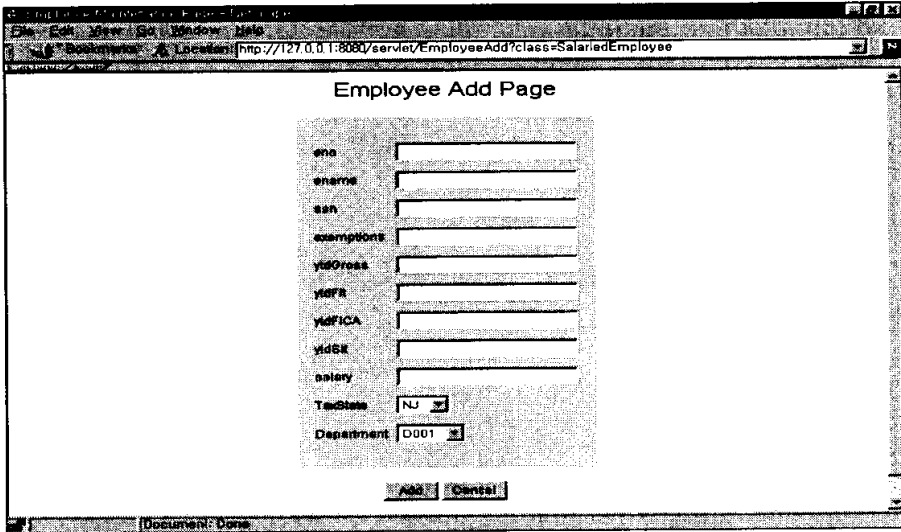 File Edit View Go Window Help
Bookmarks Location: http://127.0.0.1:8080/servlet/EmployeeAdd?class=SalariedEmployee
Employee Add Page
eno
ename
ssn
exemptions
ytdGross
ytdFit
ytdFICA
ytdSit
salary
TaxState NJ
Department D001
Add Cancel
Document: Done